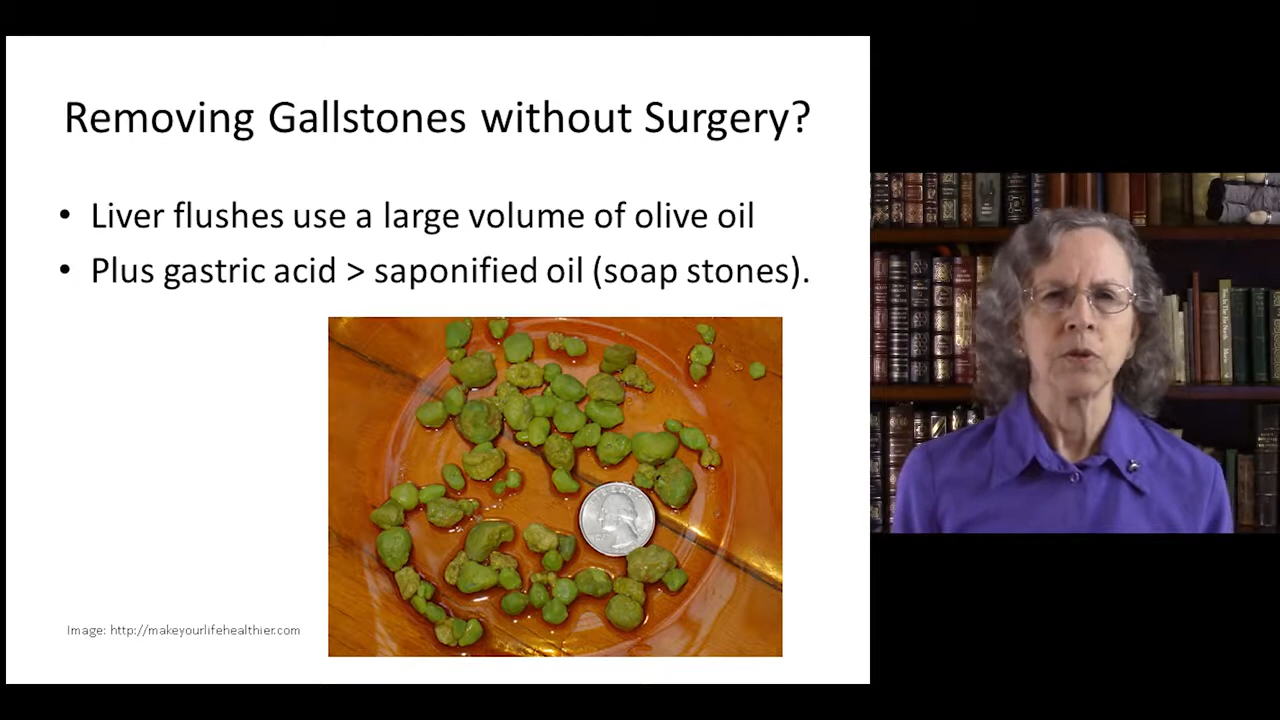 Removing Gallstones without Surgery?
• Liver flushes use a large volume of olive oil
• Plus gastric acid > saponified oil (soap stones).
Image: http://makeyourlifehealthier.com